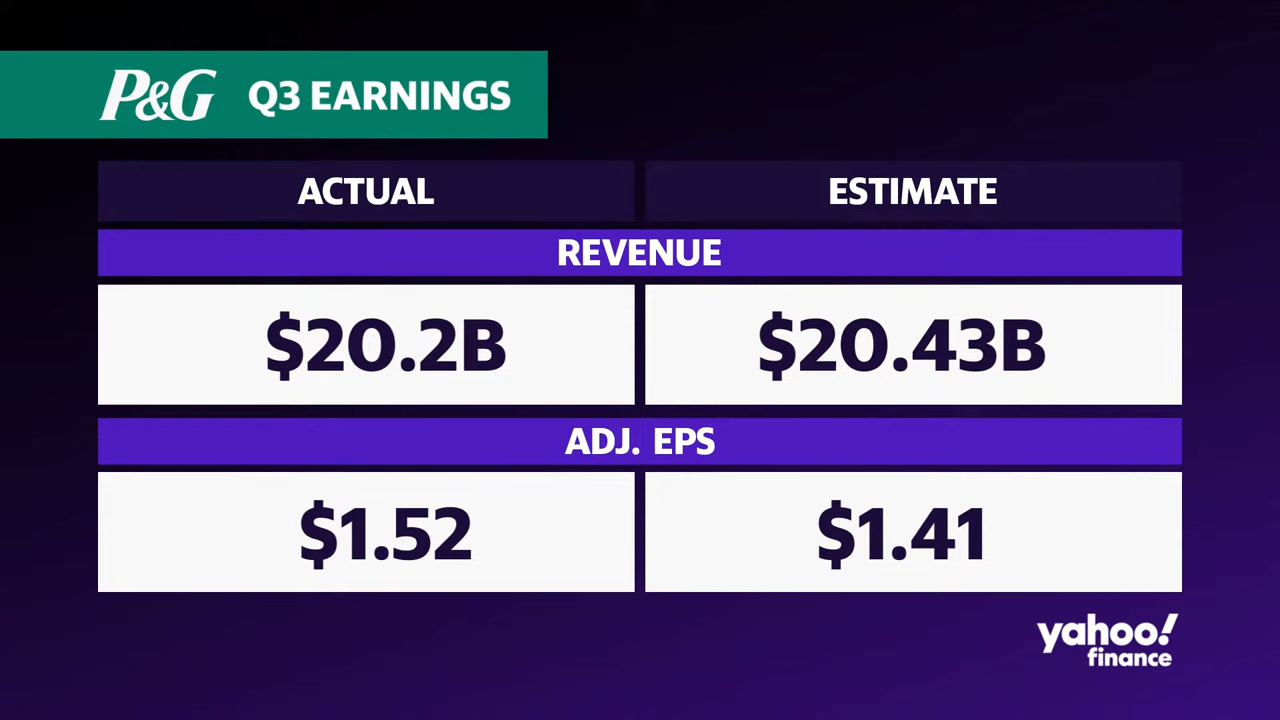 P&G Q3 EARNINGS
ACTUAL ESTIMATE
REVENUE
$20.2B $20.43B
ADJ. EPS
$1.52 $1.41
yahoo!
finance